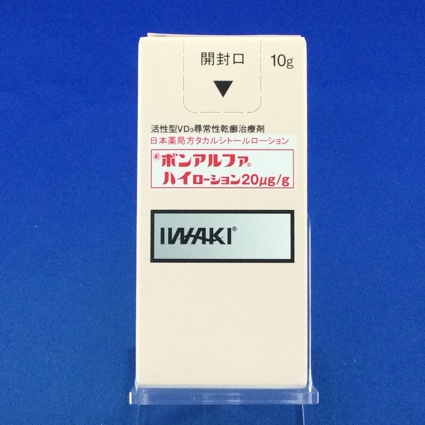 開封口 10g
▼
活性型VD₃尋常性乾癬治療剤
日本薬局方タカルシトールローション
ボンアルファ®
ハイローション20μg/g
IWAKI®